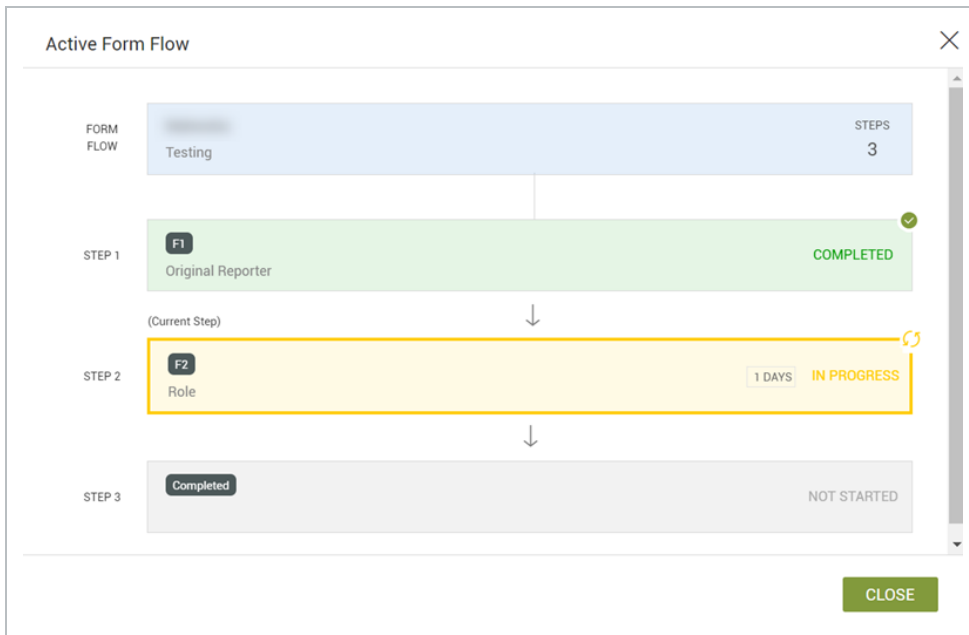 Active Form Flow
FORM
FLOW
Testing
STEPS
3
STEP 1
F1
Original Reporter
COMPLETED
(Current Step)
STEP 2
F2
Role
1 DAYS
IN PROGRESS
STEP 3
Completed
NOT STARTED
CLOSE